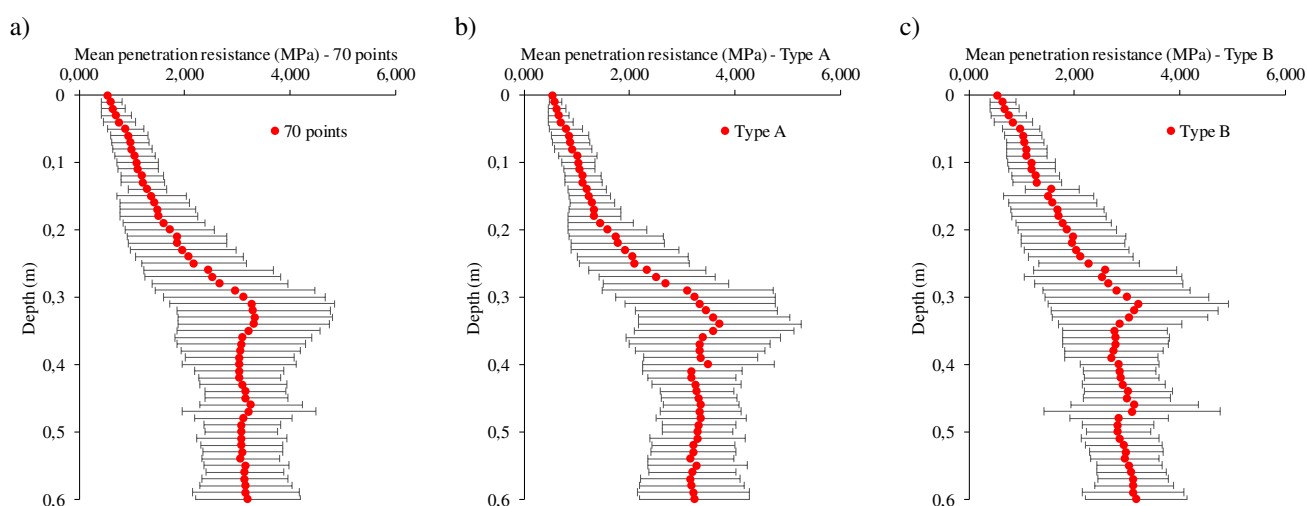 a)
Mean penetration resistance (MPa) - 70 points
0,000 2,000 4,000 6,000
0
0,1
0,2
0,3
0,4
0,5
0,6
Depth (m)
70 points
b)
Mean penetration resistance (MPa) - Type A
0,000 2,000 4,000 6,000
0
0,1
0,2
0,3
0,4
0,5
0,6
Depth (m)
Type A
c)
Mean penetration resistance (MPa) - Type B
0,000 2,000 4,000 6,000
0
0,1
0,2
0,3
0,4
0,5
0,6
Depth (m)
Type B